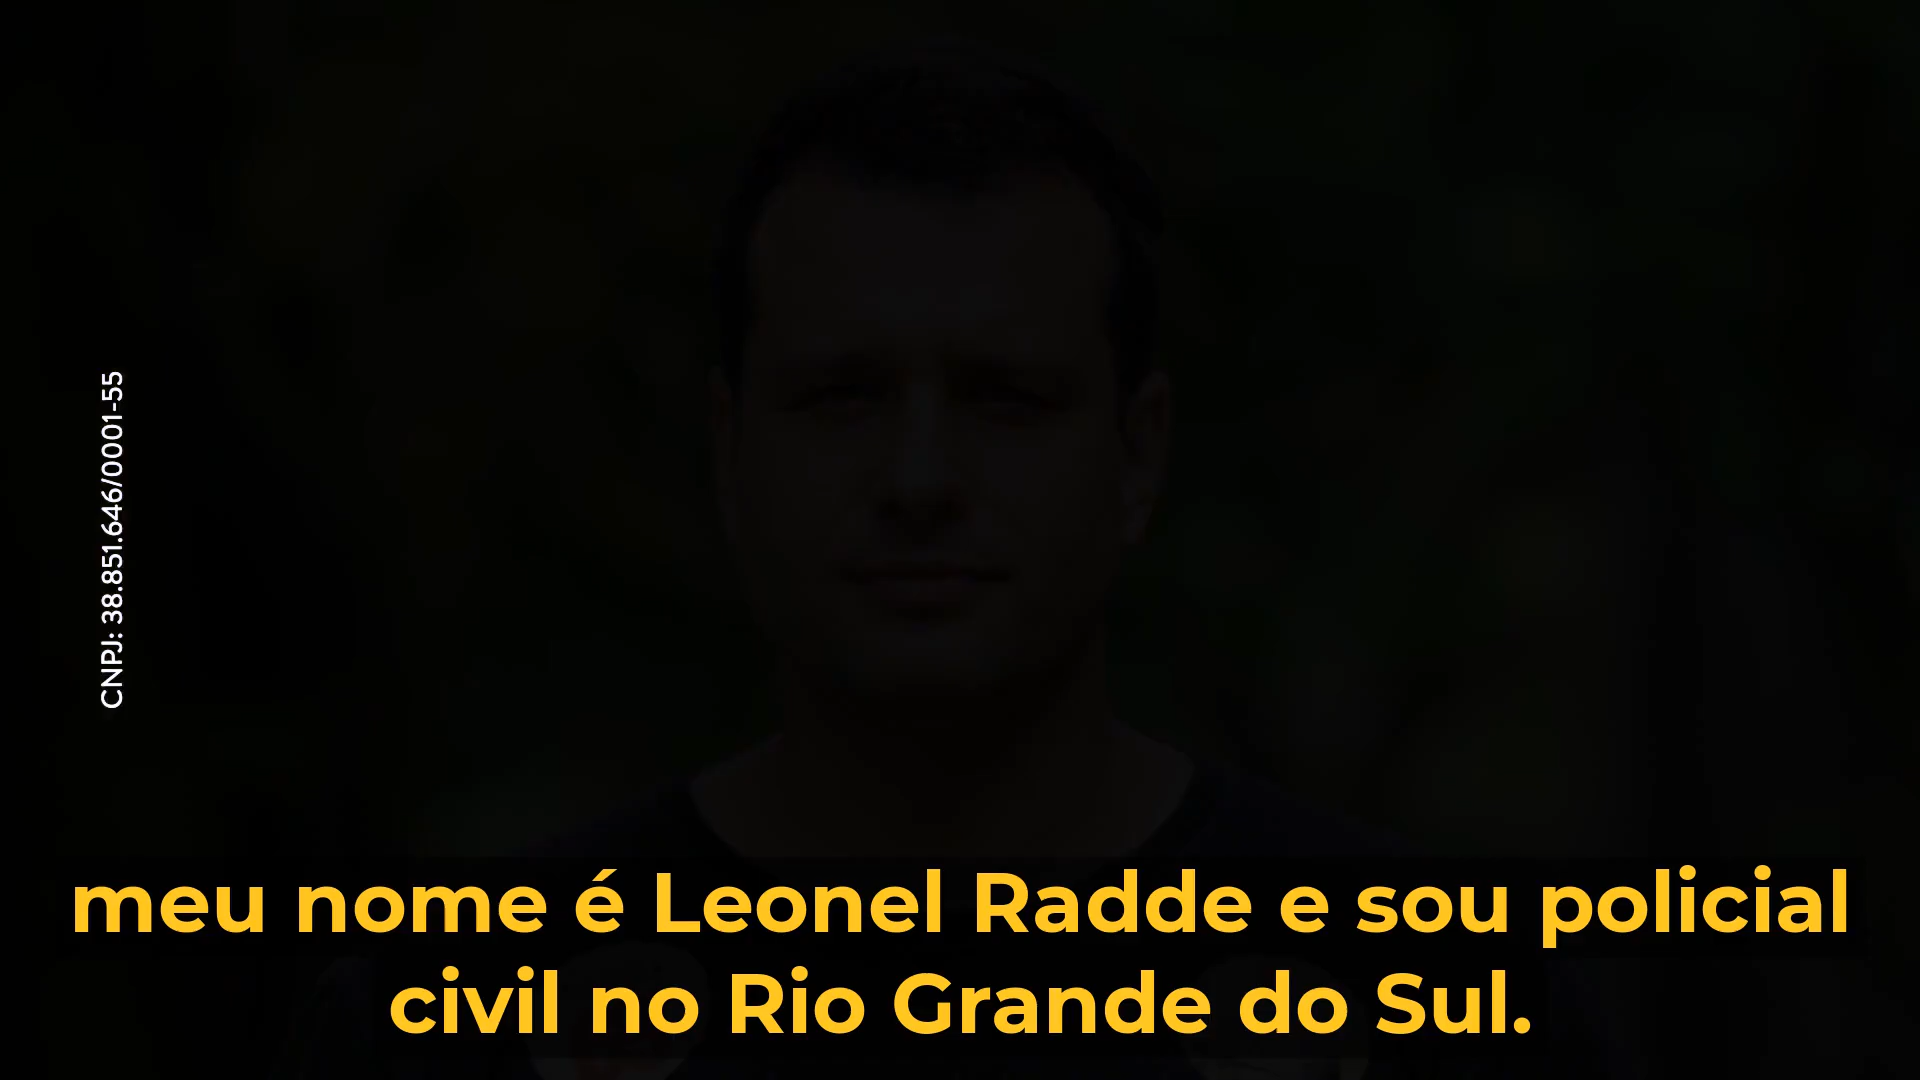 CNPJ: 38.851.646/0001-55
meu nome é Leonel Radde e sou policial
civil no Rio Grande do Sul.